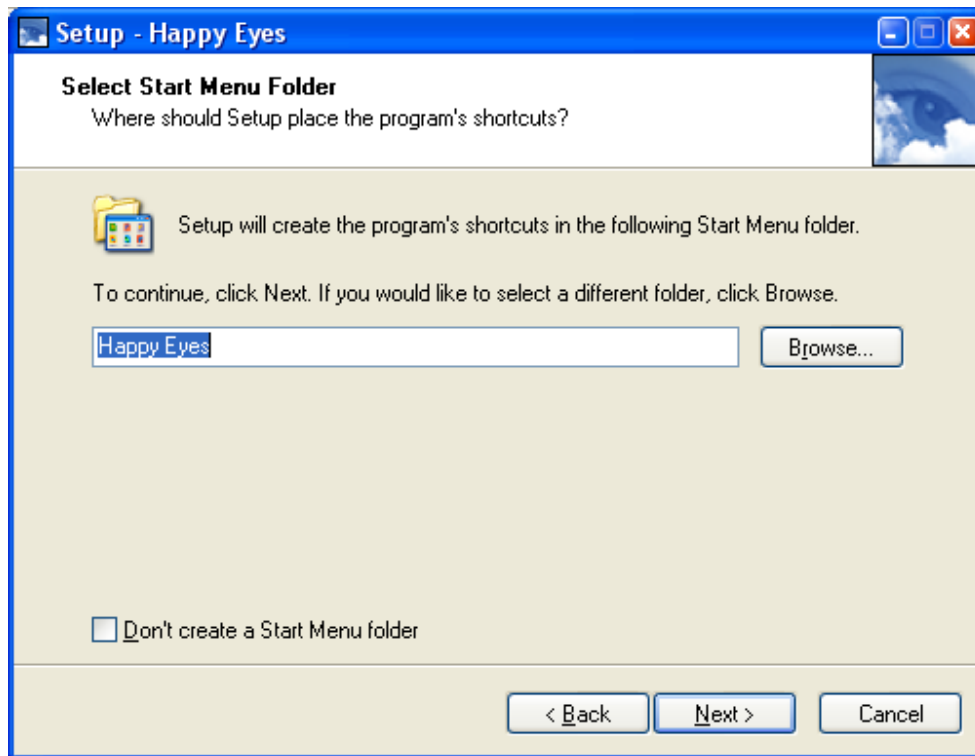 Setup - Happy Eyes
Select Start Menu Folder
Where should Setup place the program's shortcuts?
Setup will create the program's shortcuts in the following Start Menu folder.
To continue, click Next. If you would like to select a different folder, click Browse.
Happy Eyes
Browse...
Don't create a Start Menu folder
< Back
Next >
Cancel